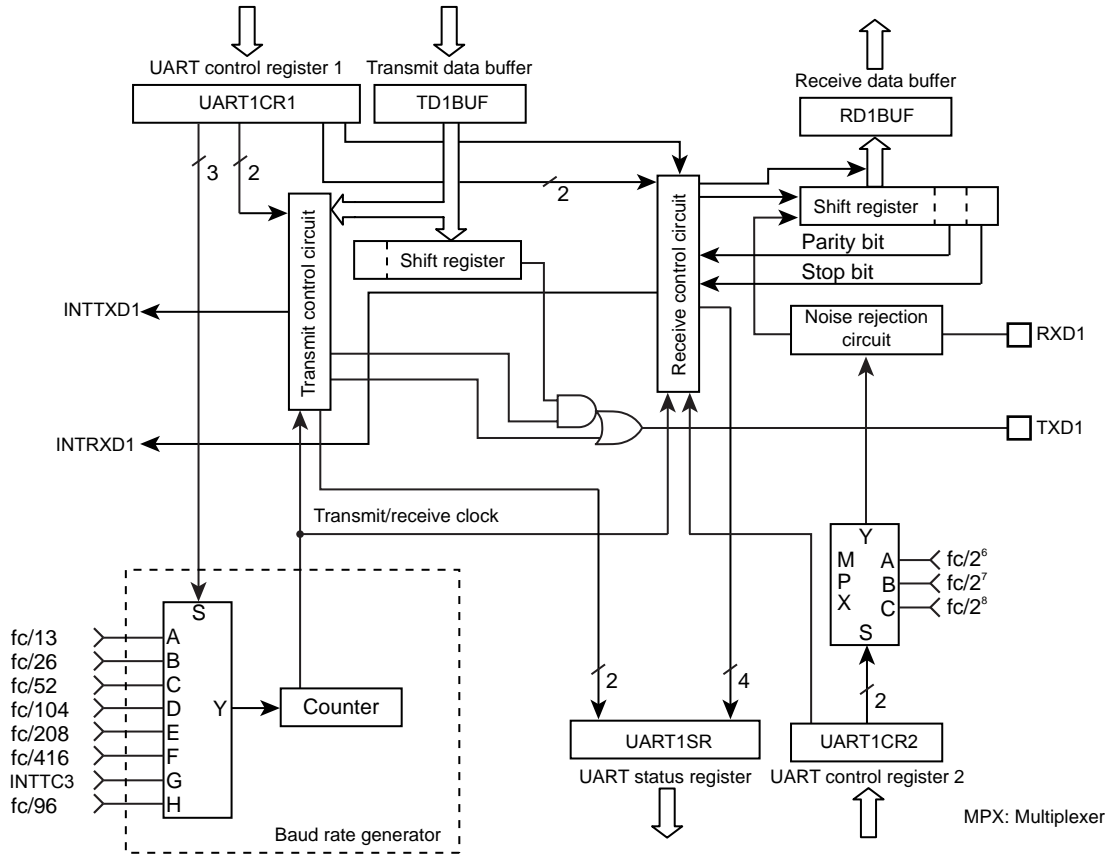 UART control register 1
Transmit data buffer
Receive data buffer
UART1CR1
TD1BUF
RD1BUF
3
2
2
Shift register
Parity bit
Stop bit
Transmit control circuit
Shift register
Receive control circuit
INTTXD1
Noise rejection
circuit
RXD1
INTRXD1
TXD1
Transmit/receive clock
Y
M
P
X
A
B
C
S
fc/2⁶
fc/2⁷
fc/2⁸
S
fc/13
A
fc/26
B
fc/52
C
fc/104
D
Y
Counter
fc/208
E
fc/416
F
INTTC3
G
fc/96
H
Baud rate generator
2
4
2
UART1SR
UART1CR2
UART status register
UART control register 2
MPX: Multiplexer